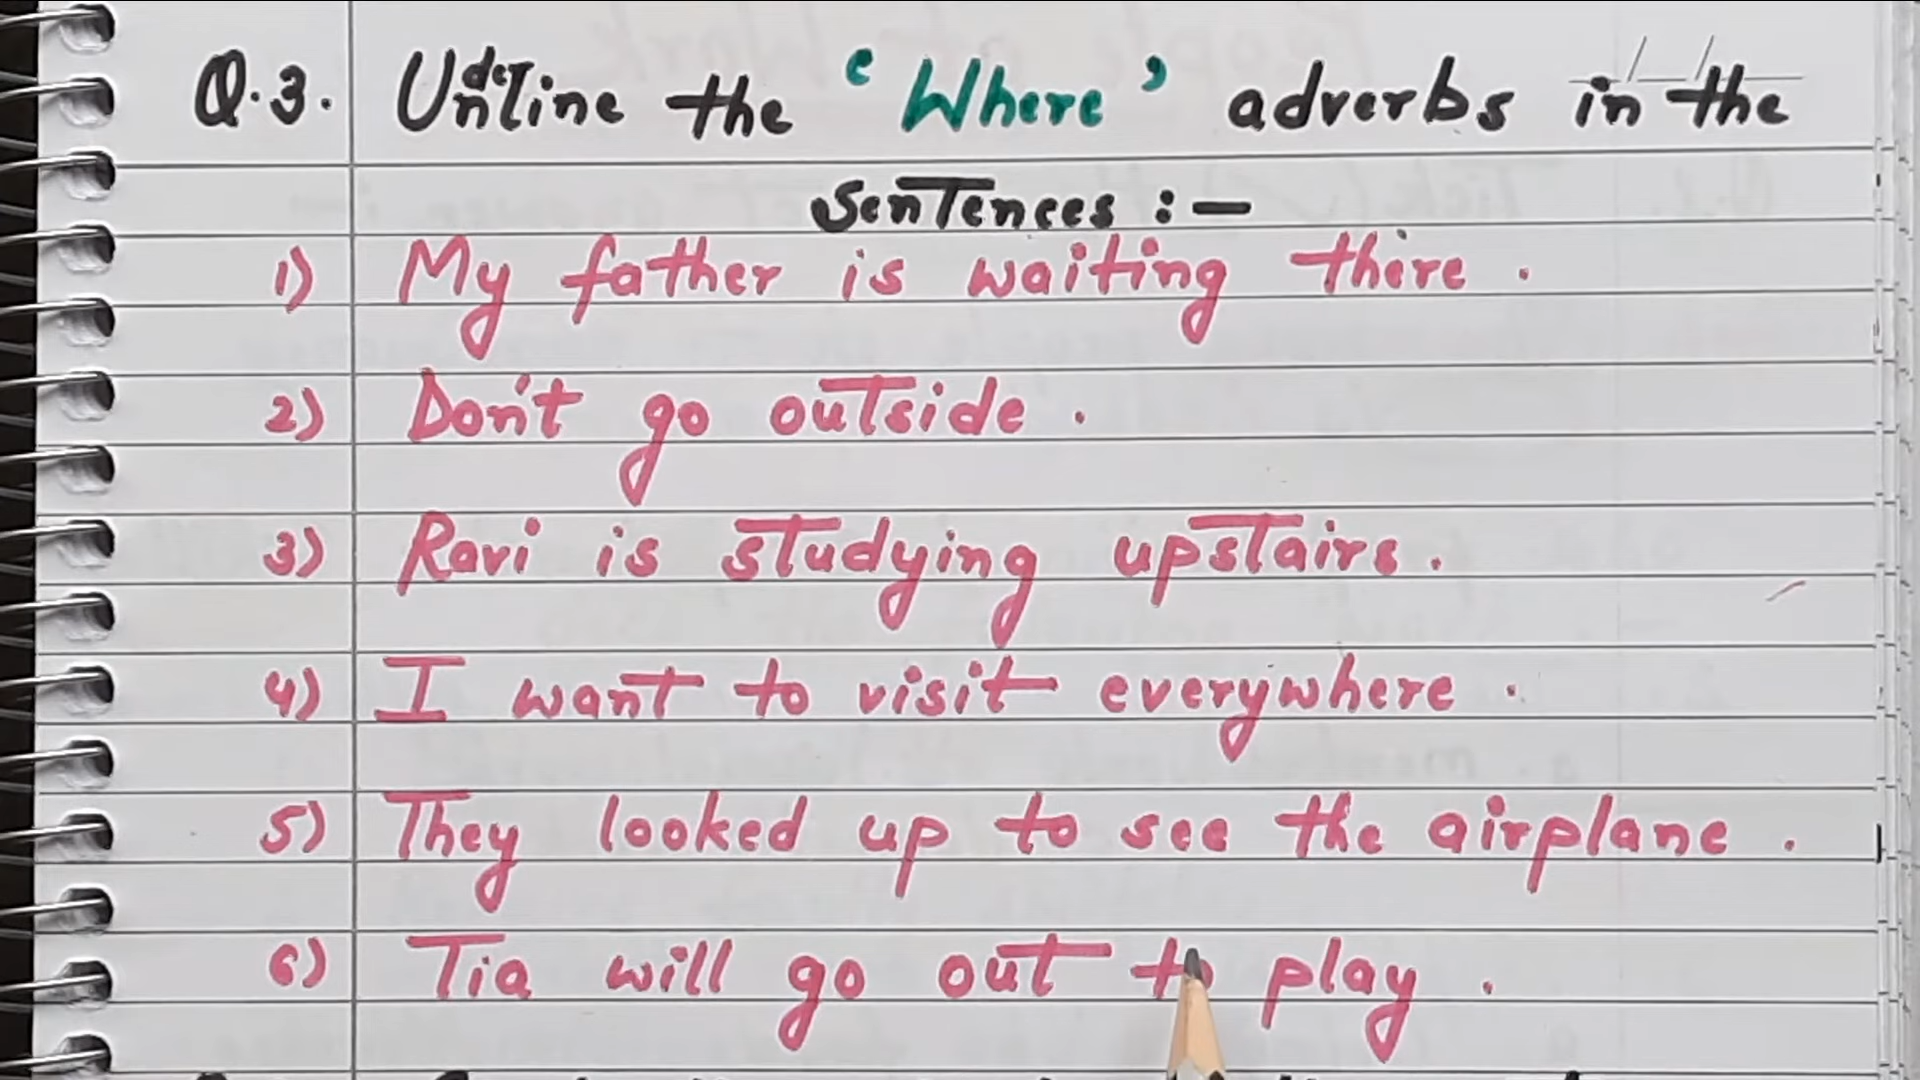 Q.3. Underline the 'Where' adverbs in the
sentences :-
1) My father is waiting there.
2) Don't go outside.
3) Ravi is studying upstairs.
4) I want to visit everywhere.
5) They looked up to see the airplane.
6) Tia will go out to play.